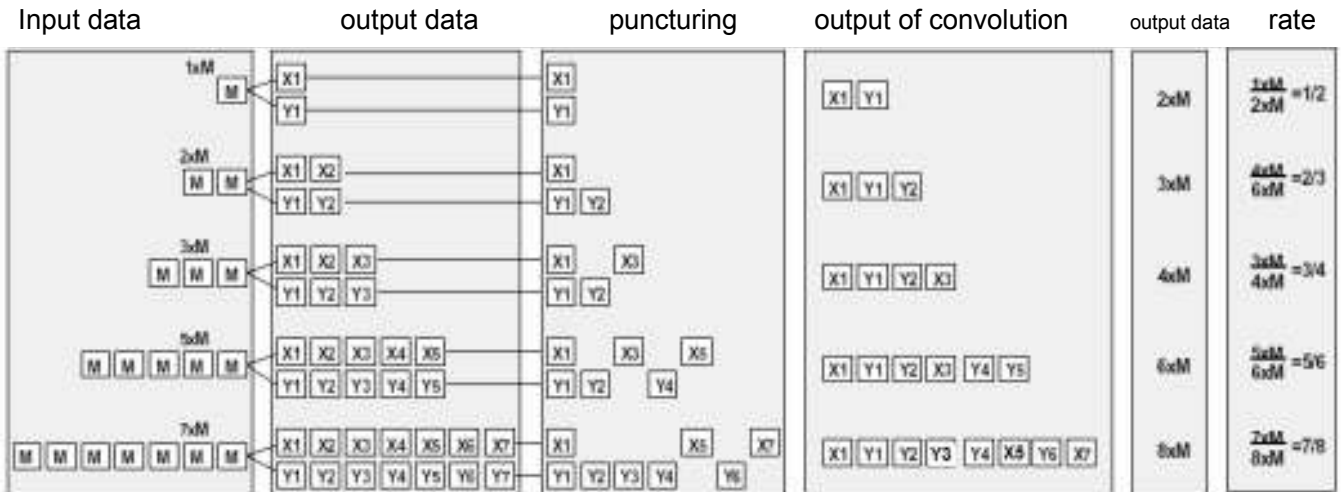 Input data output data puncturing output of convolution output data rate
1xM
M X1 X1 X1 Y1 2xM 1xM
Y1 Y1 2xM =1/2
2xM
M M X1 X2 X1 X1 Y1 Y2 3xM 4xM
Y1 Y2 Y1 Y2 6xM =2/3
3xM
M M M X1 X2 X3 X1 X3 X1 Y1 Y2 X3 4xM 3xM
Y1 Y2 Y3 Y1 Y2 4xM =3/4
5xM
M M M M M X1 X2 X3 X4 X5 X1 X3 X5 X1 Y1 Y2 X3 Y4 Y5 6xM 5xM
Y1 Y2 Y3 Y4 Y5 Y1 Y2 Y4 6xM =5/6
7xM
M M M M M M M X1 X2 X3 X4 X5 X6 X7 X1 X5 X7 X1 Y1 Y2 Y3 Y4 X5 Y6 X7 8xM 7xM
Y1 Y2 Y3 Y4 Y5 Y6 Y7 Y1 Y2 Y3 Y4 Y6 8xM =7/8